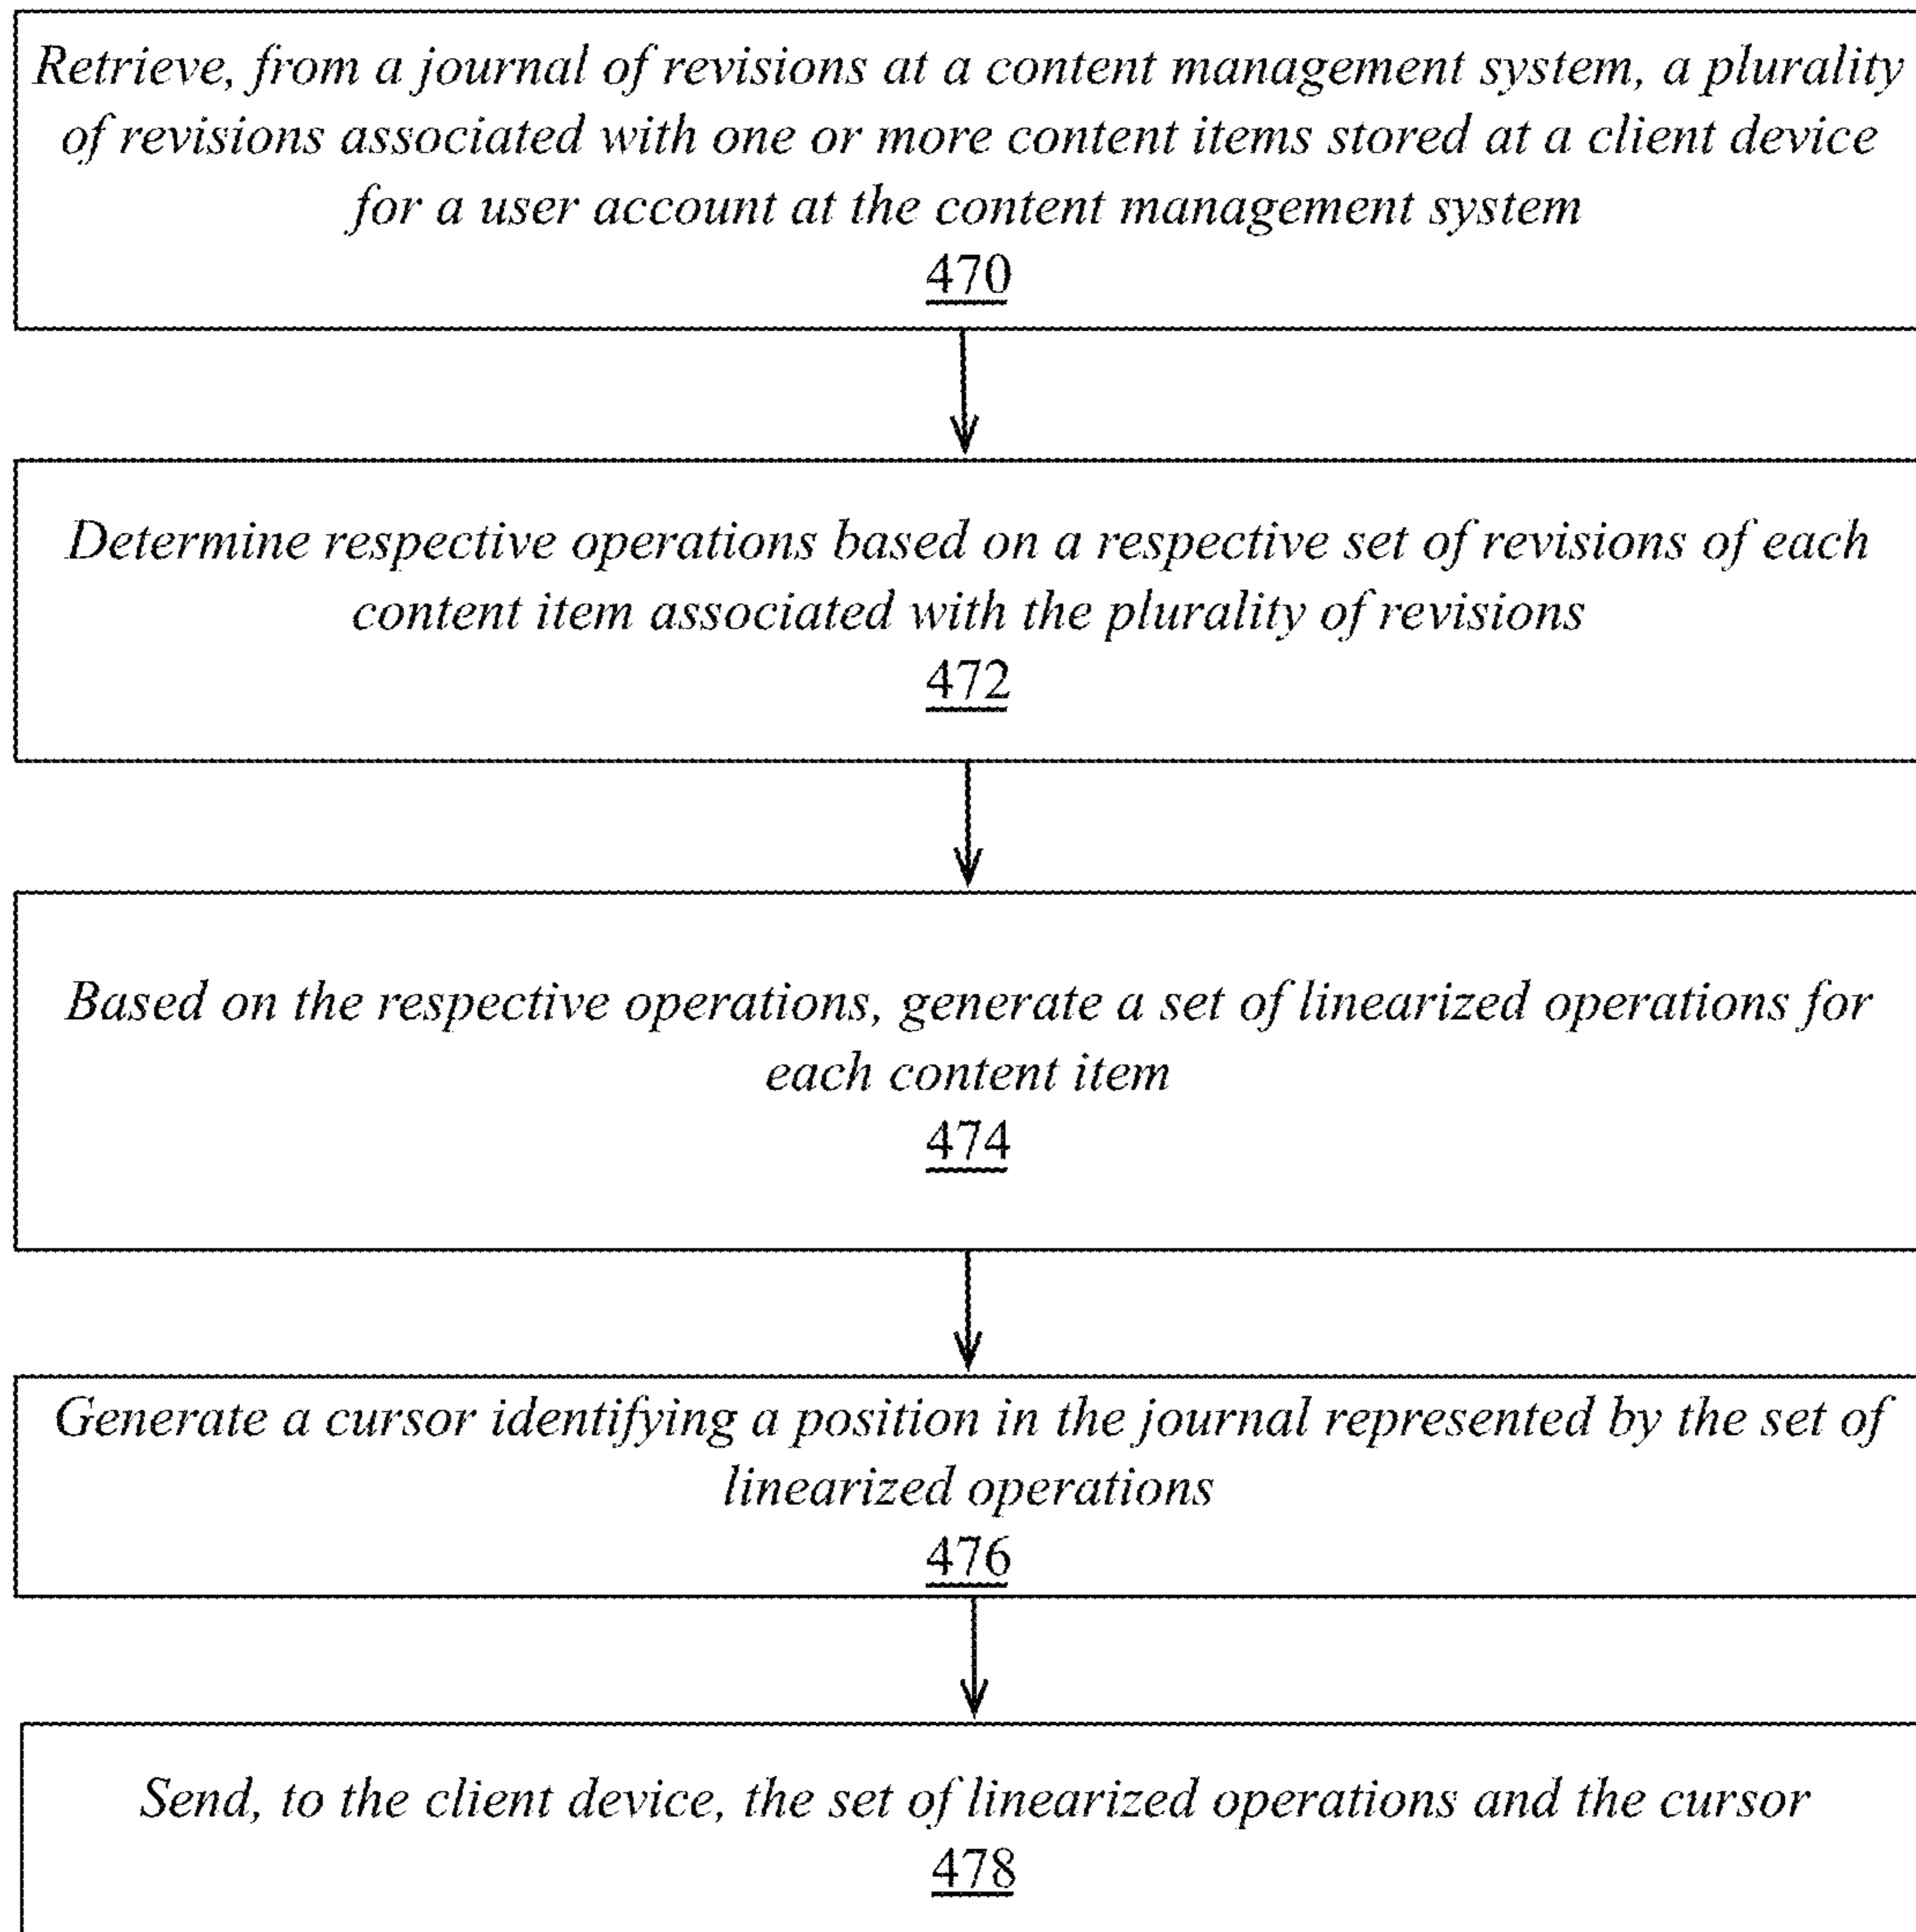 Retrieve, from a journal of revisions at a content management system, a plurality
of revisions associated with one or more content items stored at a client device
for a user account at the content management system
470
Determine respective operations based on a respective set of revisions of each
content item associated with the plurality of revisions
472
Based on the respective operations, generate a set of linearized operations for
each content item
474
Generate a cursor identifying a position in the journal represented by the set of
linearized operations
476
Send, to the client device, the set of linearized operations and the cursor
478